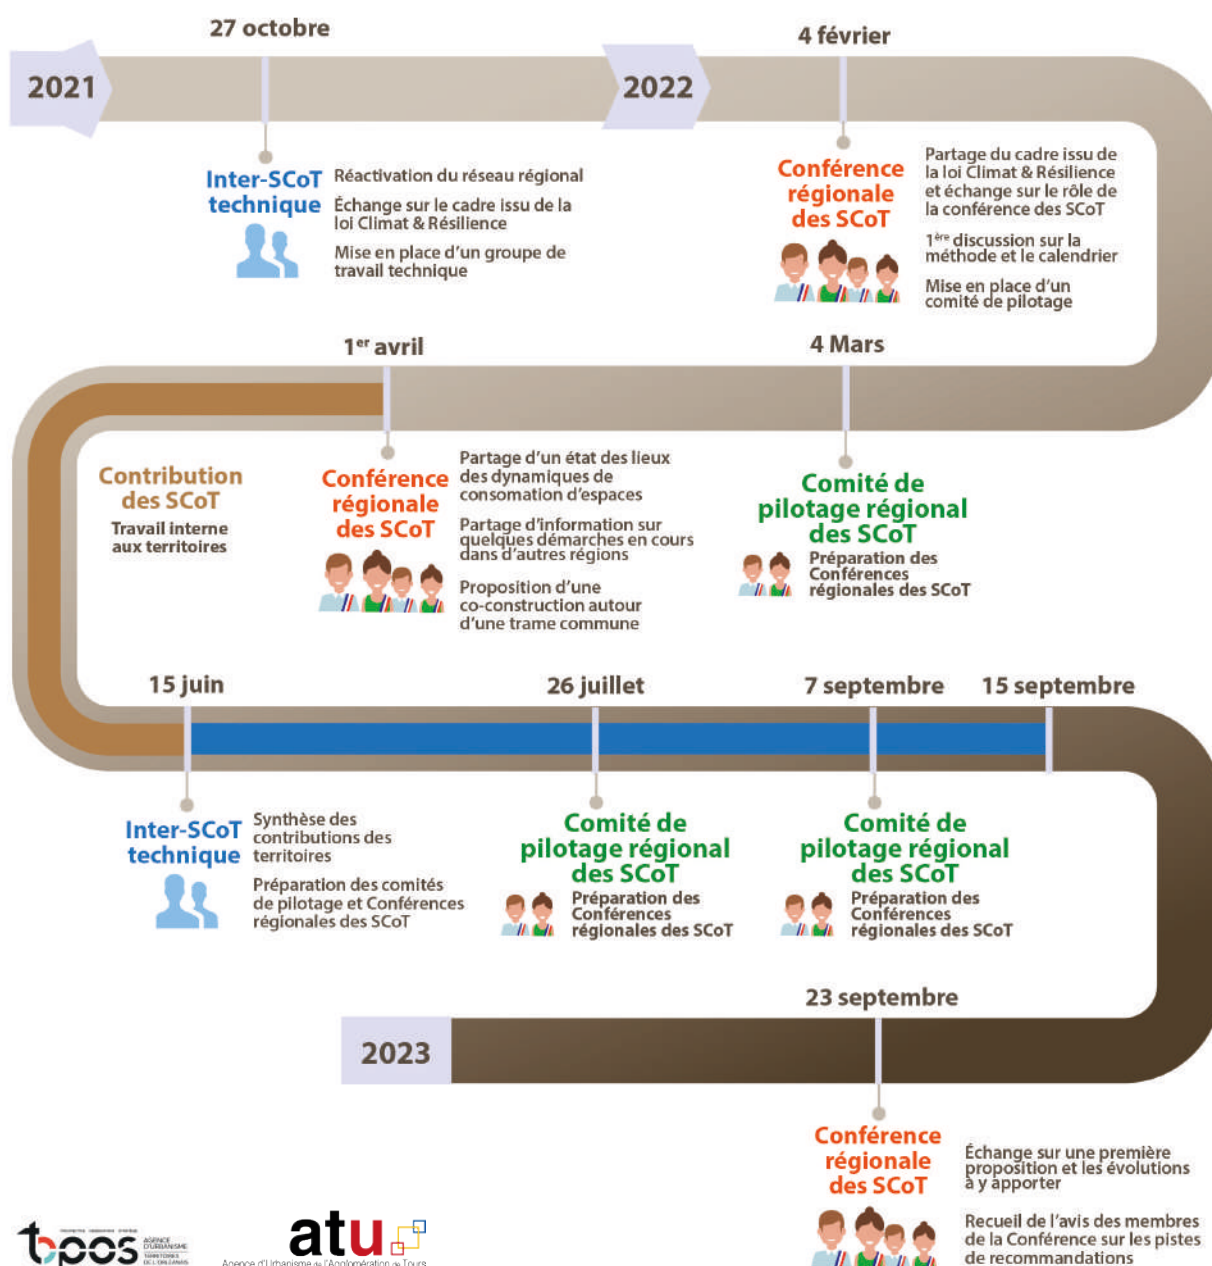 27 octobre
4 février
2021
2022
Inter-SCoT
technique
Réactivation du réseau régional
Échange sur le cadre issu de la
loi Climat & Résilience
Mise en place d'un groupe de
travail technique
Conférence
régionale
des SCoT
Partage du cadre issu de
la loi Climat & Résilience
et échange sur le rôle de
la conférence des SCoT
1ère discussion sur la
méthode et le calendrier
Mise en place d'un
comité de pilotage
1er avril
4 Mars
Contribution
des SCoT
Travail interne
aux territoires
Conférence
régionale
des SCoT
Partage d'un état des lieux
des dynamiques de
consomation d'espaces
Partage d'information sur
quelques démarches en cours
dans d'autres régions
Proposition d'une
co-construction autour
d'une trame commune
Comité de
pilotage régional
des SCoT
Préparation des
Conférences
régionales des SCoT
15 juin
26 juillet
7 septembre
15 septembre
Inter-SCoT
technique
Synthèse des
contributions des
territoires
Préparation des comités
de pilotage et Conférences
régionales des SCoT
Comité de
pilotage régional
des SCoT
Préparation des
Conférences
régionales des SCoT
Comité de
pilotage régional
des SCoT
Préparation des
Conférences
régionales des SCoT
23 septembre
2023
Conférence
régionale
des SCoT
Échange sur une première
proposition et les évolutions
à y apporter
Recueil de l'avis des membres
de la Conférence sur les pistes
de recommandations
topos
AGENCE
D'URBANISME
TERRITOIRES
DE L'ORLÉANAIS
atu
Agence d'Urbanisme de l'Agglomération de Tours